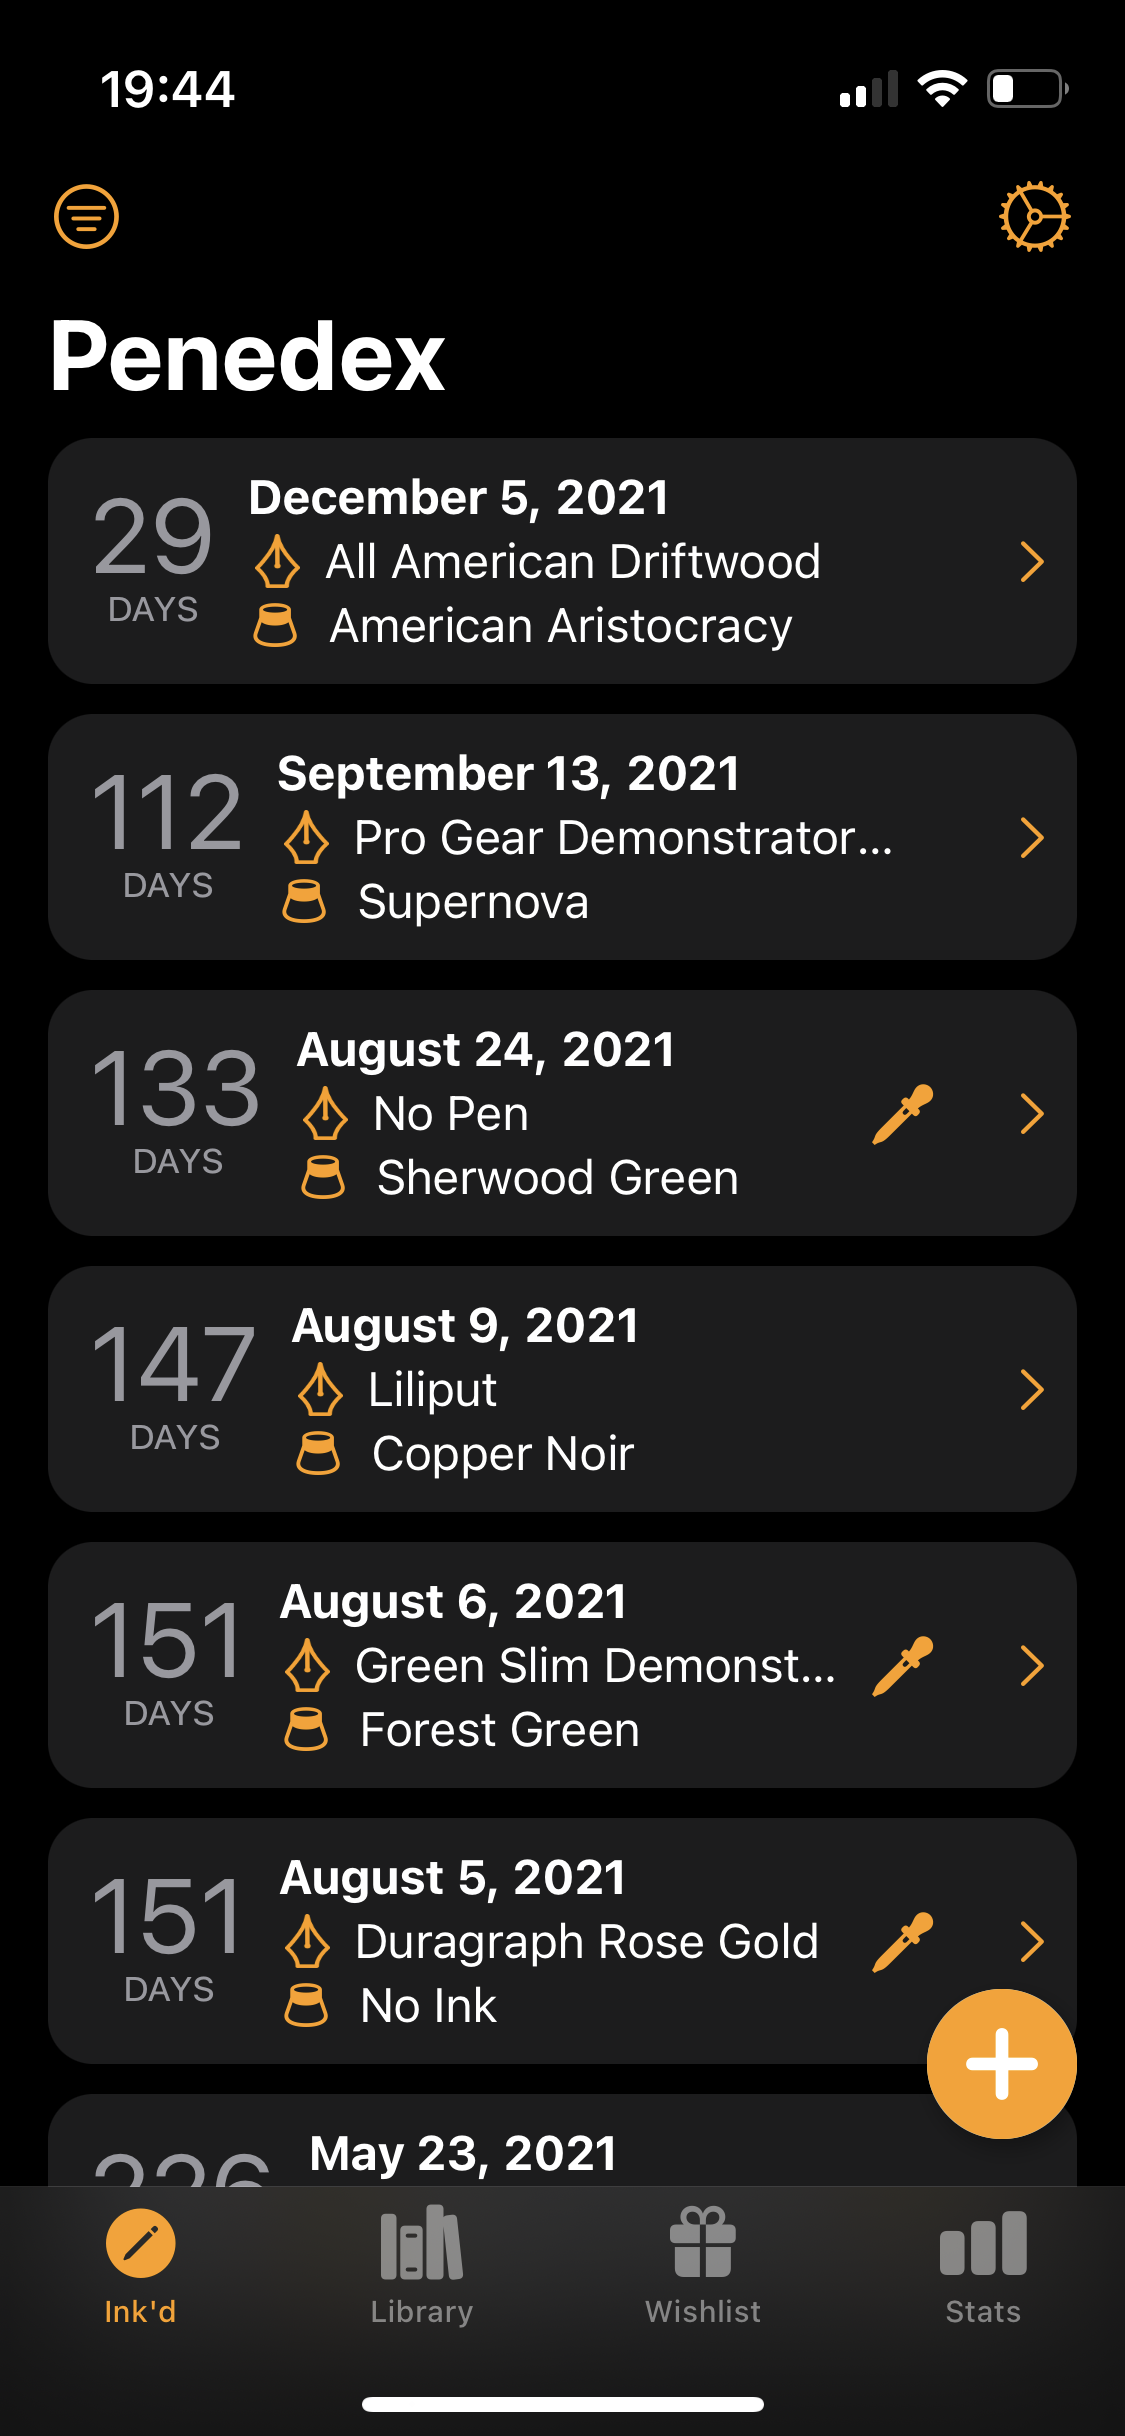 19:44
Penedex
December 5, 2021
29
DAYS
All American Driftwood
American Aristocracy
September 13, 2021
112
DAYS
Pro Gear Demonstrator...
Supernova
August 24, 2021
133
DAYS
No Pen
Sherwood Green
August 9, 2021
147
DAYS
Liliput
Copper Noir
August 6, 2021
151
DAYS
Green Slim Demonst...
Forest Green
August 5, 2021
151
DAYS
Duragraph Rose Gold
No Ink
May 23, 2021
226
Ink'd
Library
Wishlist
Stats